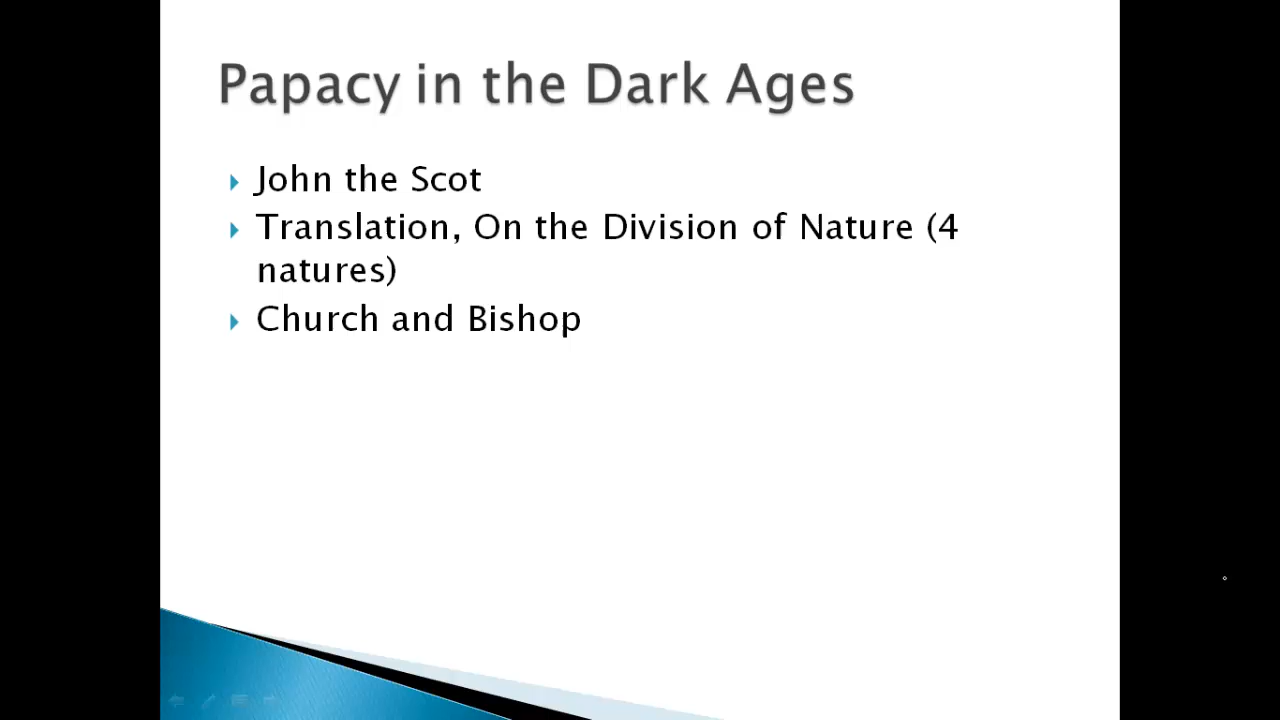 Papacy in the Dark Ages
John the Scot
Translation, On the Division of Nature (4
natures)
Church and Bishop